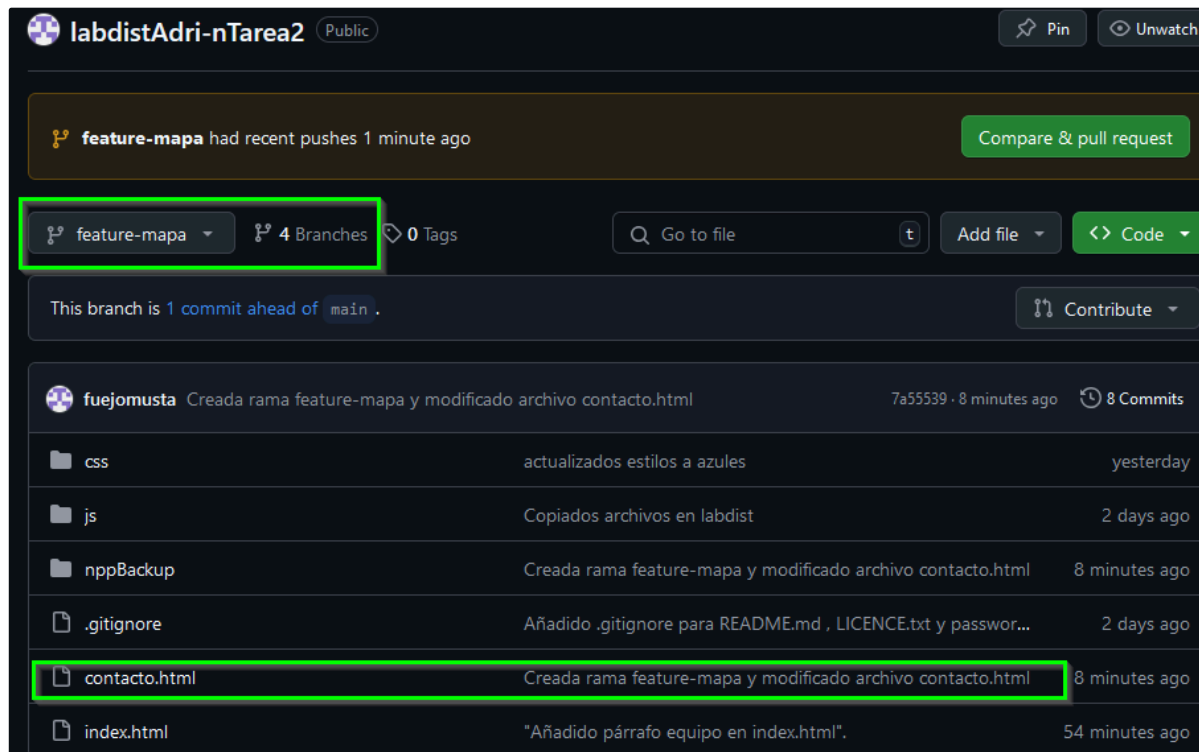 labdistAdri-nTarea2 Public Pin Unwatch
feature-mapa had recent pushes 1 minute ago Compare & pull request
feature-mapa 4 Branches 0 Tags Go to file t Add file Code
This branch is 1 commit ahead of main . Contribute
fuejomusta Creada rama feature-mapa y modificado archivo contacto.html 7a55539 · 8 minutes ago 8 Commits
css actualizados estilos a azules yesterday
js Copiados archivos en labdist 2 days ago
nppBackup Creada rama feature-mapa y modificado archivo contacto.html 8 minutes ago
.gitignore Añadido .gitignore para README.md , LICENCE.txt y passwor... 2 days ago
contacto.html Creada rama feature-mapa y modificado archivo contacto.html 8 minutes ago
index.html "Añadido párrafo equipo en index.html". 54 minutes ago